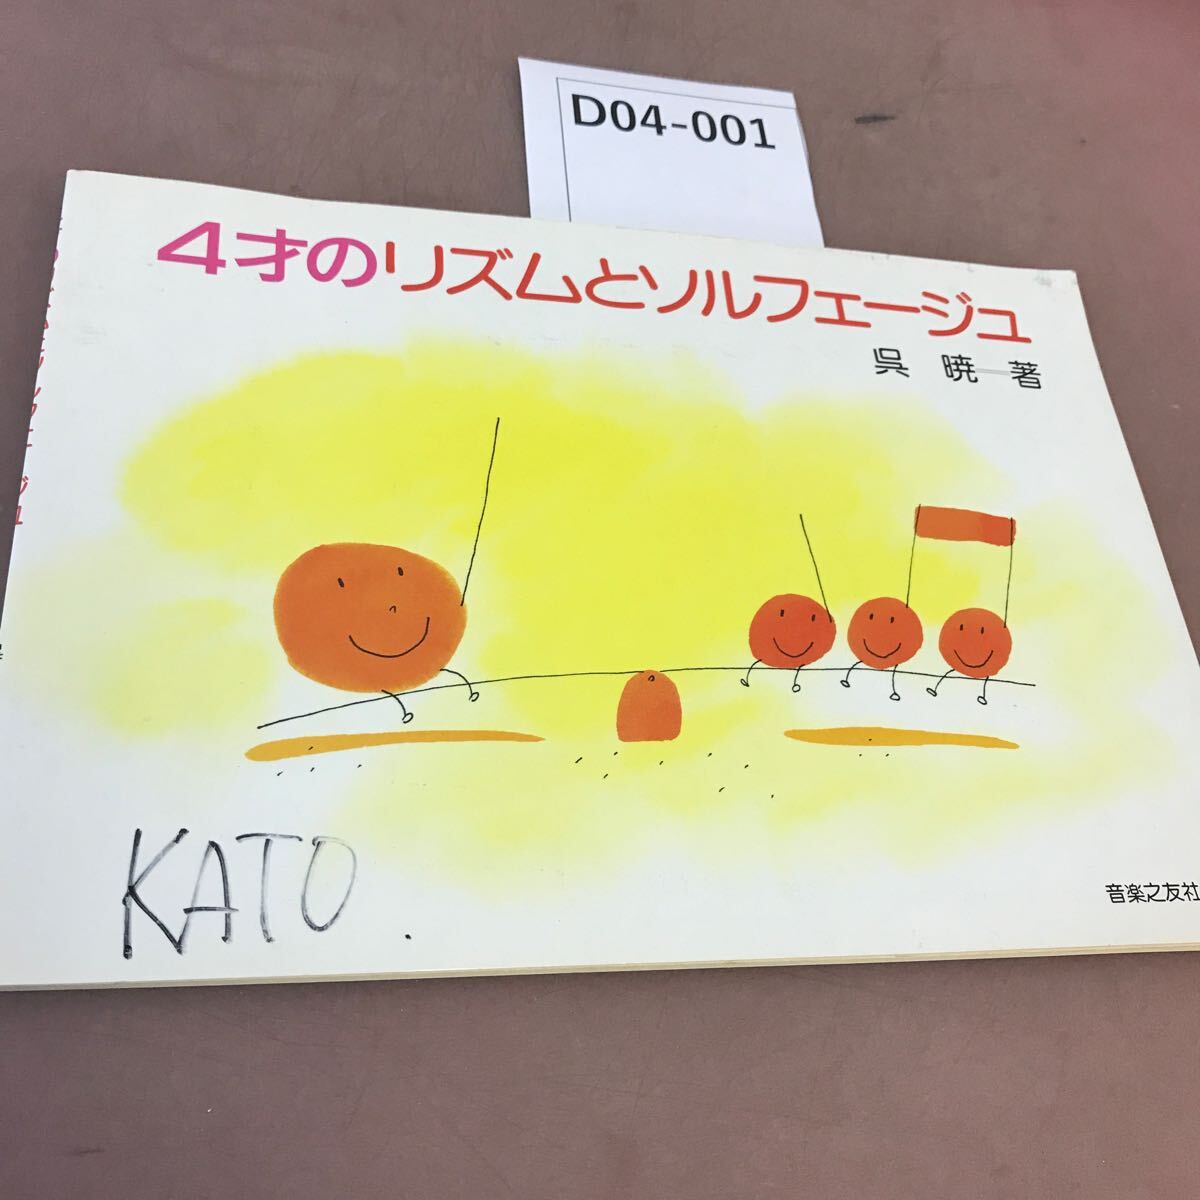 D04-001
4才のリズムとソルフェージュ
呉 暁―著
KATO.
音楽之友社